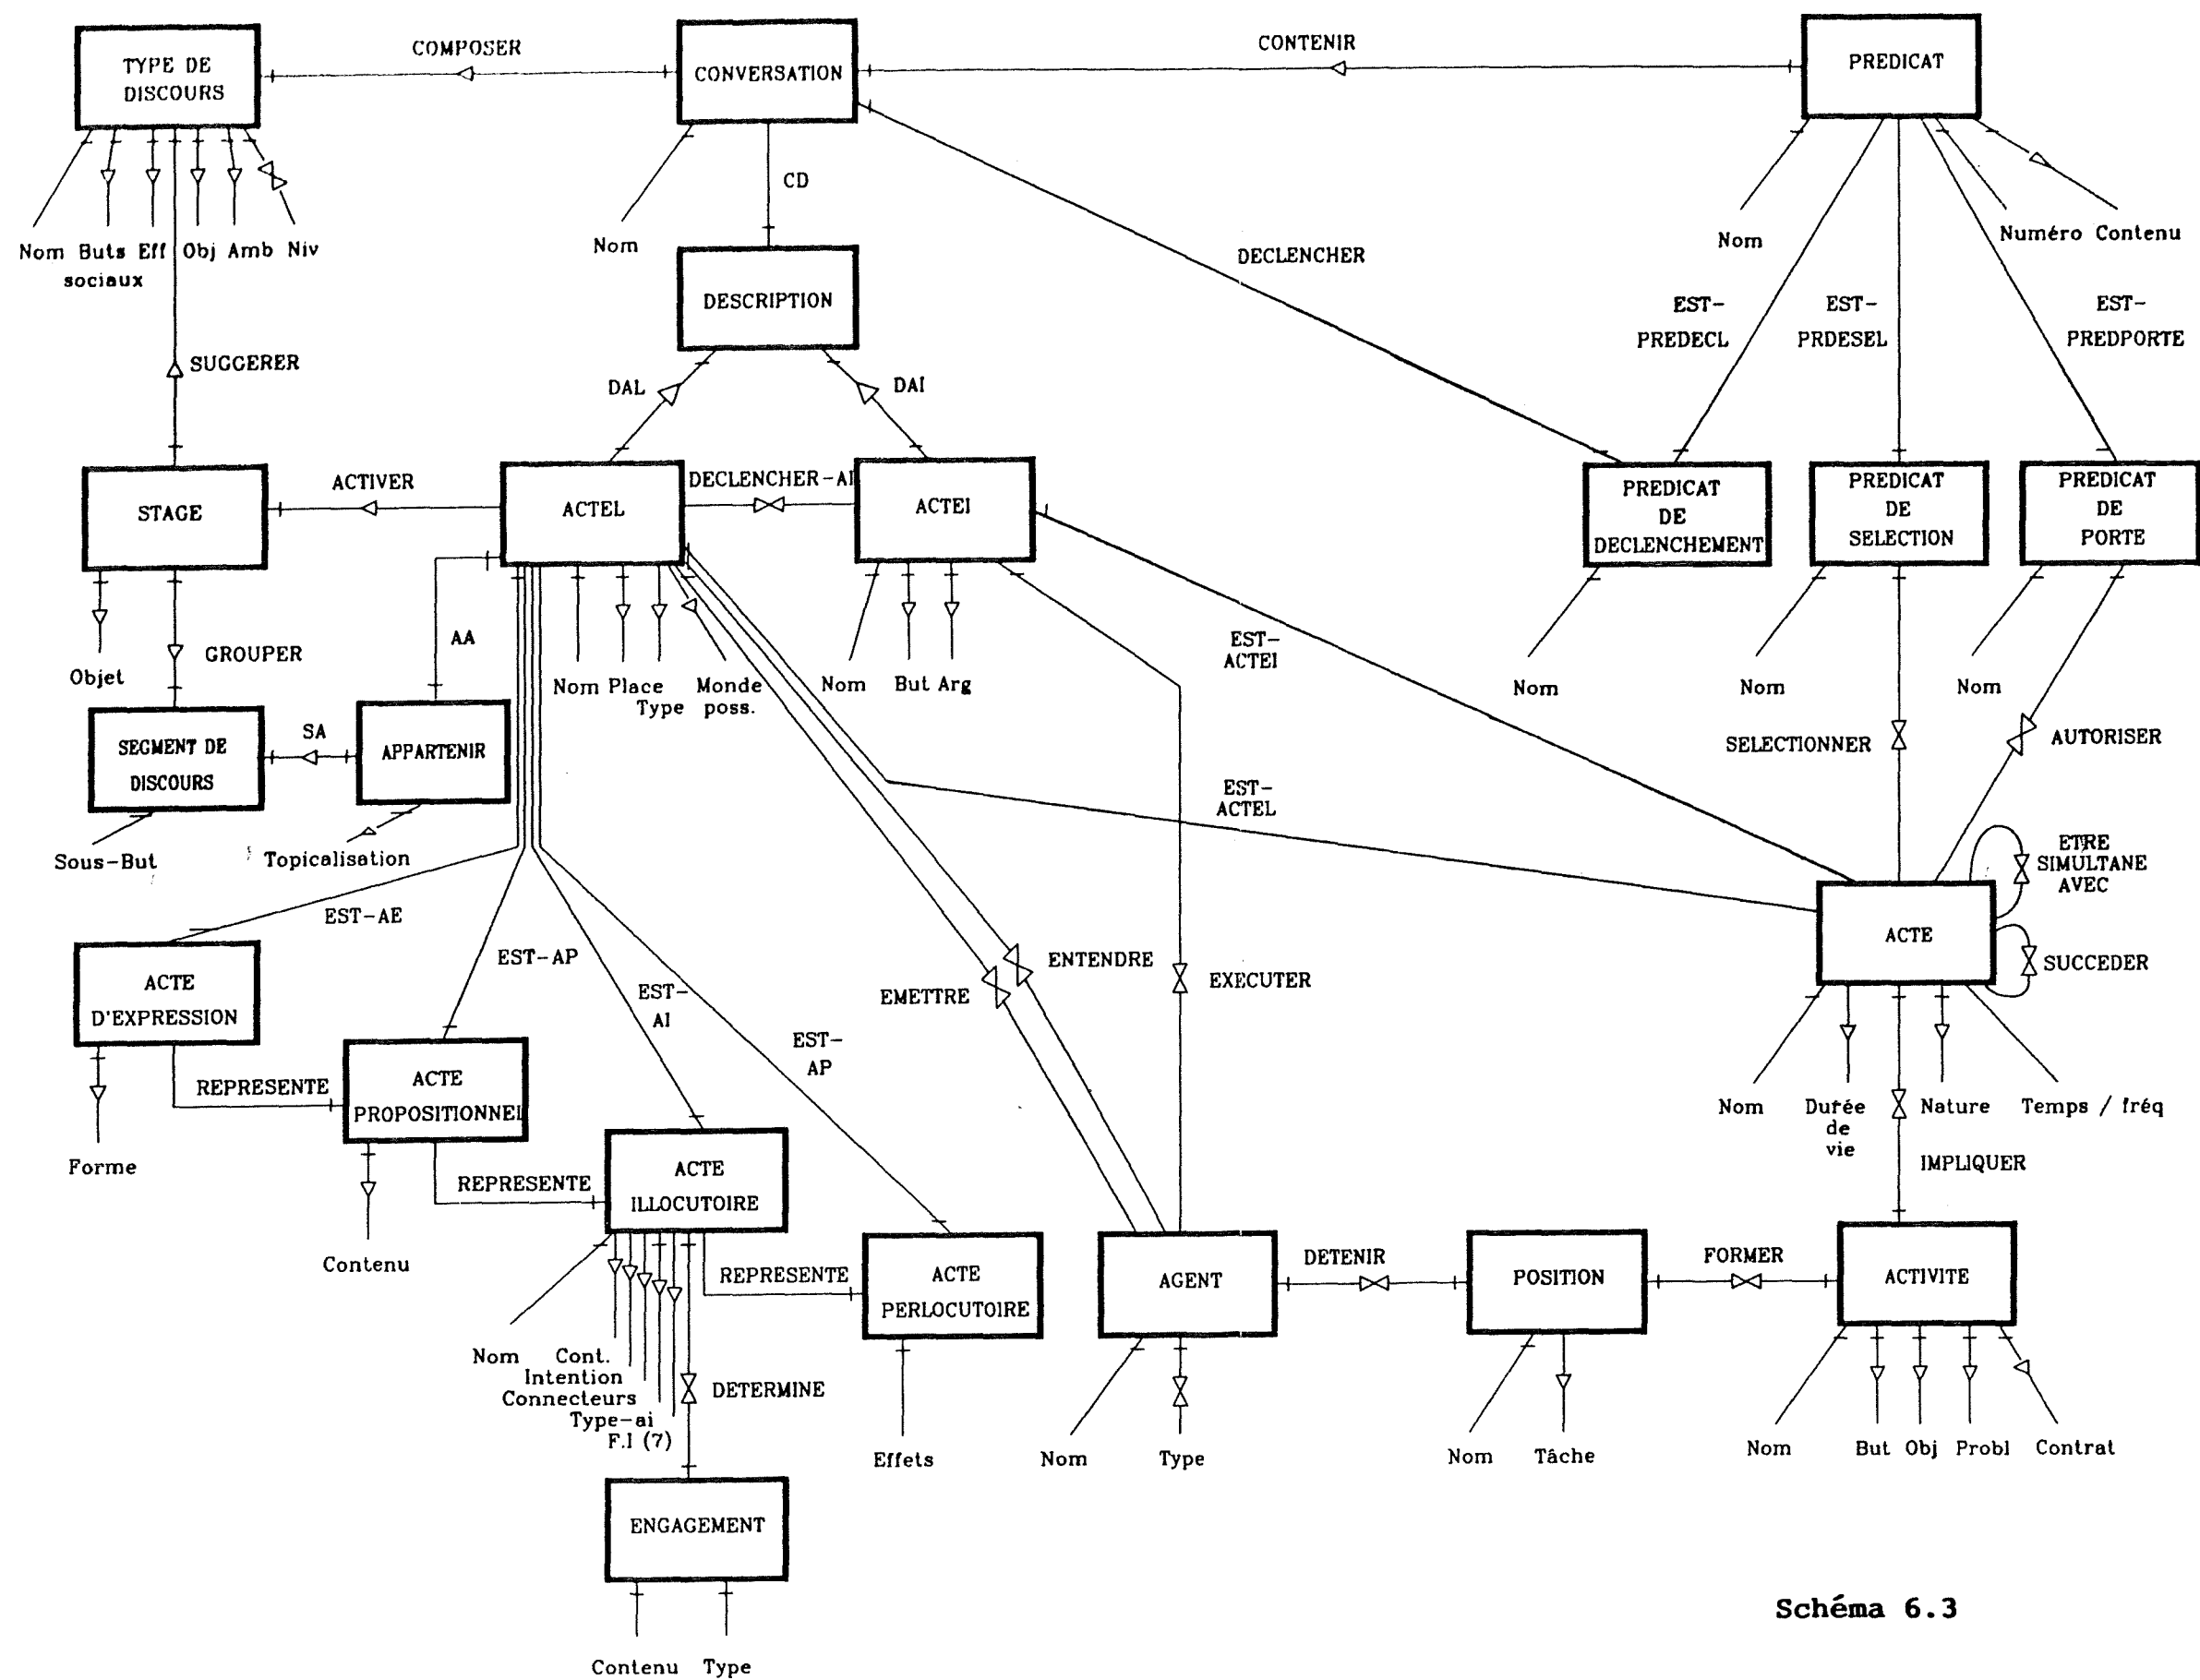 COMPOSER
CONTENIR
TYPE DE
DISCOURS
CONVERSATION
PREDICAT
CD
Nom Buts Eff Obj Amb Niv
sociaux
Nom
Nom
Numéro Contenu
DECLENCHER
DESCRIPTION
EST-
PREDECL
EST-
PRDESEL
EST-
PREDPORTE
SUGGERER
DAL
DAI
ACTIVER
DECLENCHER-AI
STAGE
ACTEL
ACTEI
PREDICAT
DE
DECLENCHEMENT
PREDICAT
DE
SELECTION
PREDICAT
DE
PORTE
AA
GROUPER
Objet
EST-
ACTEI
Nom Place Monde
Type poss.
Nom But Arg
Nom
Nom
Nom
SEGMENT DE
DISCOURS
SA
APPARTENIR
SELECTIONNER
AUTORISER
EST-
ACTEL
Sous-But
Topicalisation
ETRE
SIMULTANE
AVEC
EST-AE
ACTE
EST-AP
ENTENDRE
EMETTRE
EXECUTER
SUCCEDER
ACTE
D'EXPRESSION
EST-
AI
EST-
AP
REPRESENTE
ACTE
PROPOSITIONNEL
Nom
Durée
de
vie
Nature
Temps / fréq
Forme
REPRESENTE
ACTE
ILLOCUTOIRE
IMPLIQUER
Contenu
REPRESENTE
ACTE
PERLOCUTOIRE
AGENT
DETENIR
POSITION
FORMER
ACTIVITE
Nom Cont.
Intention
Connecteurs
Type-ai
F.I (7)
DETERMINE
Effets
Nom
Type
Nom
Tâche
Nom
But Obj Probl Contrat
ENGAGEMENT
Schéma 6.3
Contenu Type